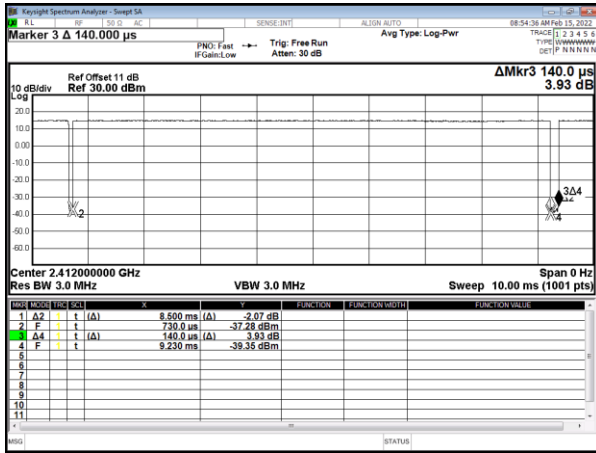 Keysight Spectrum Analyzer - Swept SA
RL RF 50 Ω AC SENSE:INT ALIGN AUTO 08:54:36 AM Feb 15, 2022
Marker 3 Δ 140.000 μs
PNO: Fast
IFGain:Low
Trig: Free Run
Atten: 30 dB
Avg Type: Log-Pwr
TRACE 1 2 3 4 5 6
TYPE WWWWWW
DET P N N N N N
ΔMkr3 140.0 μs
3.93 dB
Ref Offset 11 dB
10 dB/div Ref 30.00 dBm
Log
20.0
10.0
0.00
-10.0
-20.0
-30.0
-40.0
-50.0
-60.0
2
3Δ4
4
Center 2.412000000 GHz Span 0 Hz
Res BW 3.0 MHz VBW 3.0 MHz Sweep 10.00 ms (1001 pts)
MKR MODE TRC SCL X Y FUNCTION FUNCTION WIDTH FUNCTION VALUE
1 Δ2 1 t (Δ) 8.500 ms (Δ) -2.07 dB
2 F 1 t 730.0 μs -37.28 dBm
3 Δ4 1 t (Δ) 140.0 μs (Δ) 3.93 dB
4 F 1 t 9.230 ms -39.35 dBm
5
6
7
8
9
10
11
MSG STATUS